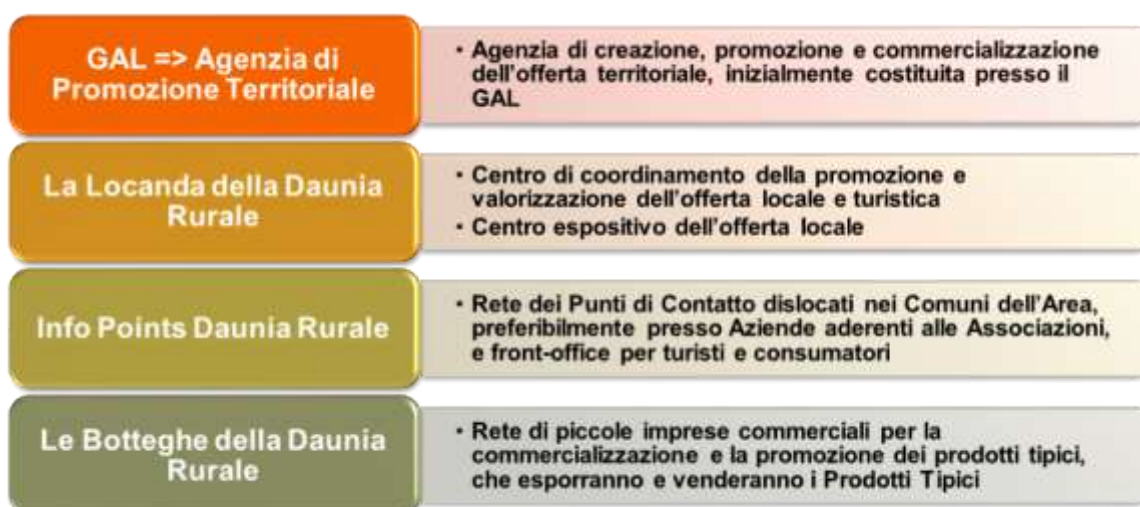 GAL => Agenzia di
Promozione Territoriale
• Agenzia di creazione, promozione e commercializzazione
dell'offerta territoriale, inizialmente costituita presso il
GAL
La Locanda della Daunia
Rurale
• Centro di coordinamento della promozione e
valorizzazione dell'offerta locale e turistica
• Centro espositivo dell'offerta locale
Info Points Daunia Rurale
• Rete dei Punti di Contatto dislocati nei Comuni dell'Area,
preferibilmente presso Aziende aderenti alle Associazioni,
e front-office per turisti e consumatori
Le Botteghe della Daunia
Rurale
• Rete di piccole imprese commerciali per la
commercializzazione e la promozione dei prodotti tipici,
che esporranno e venderanno i Prodotti Tipici